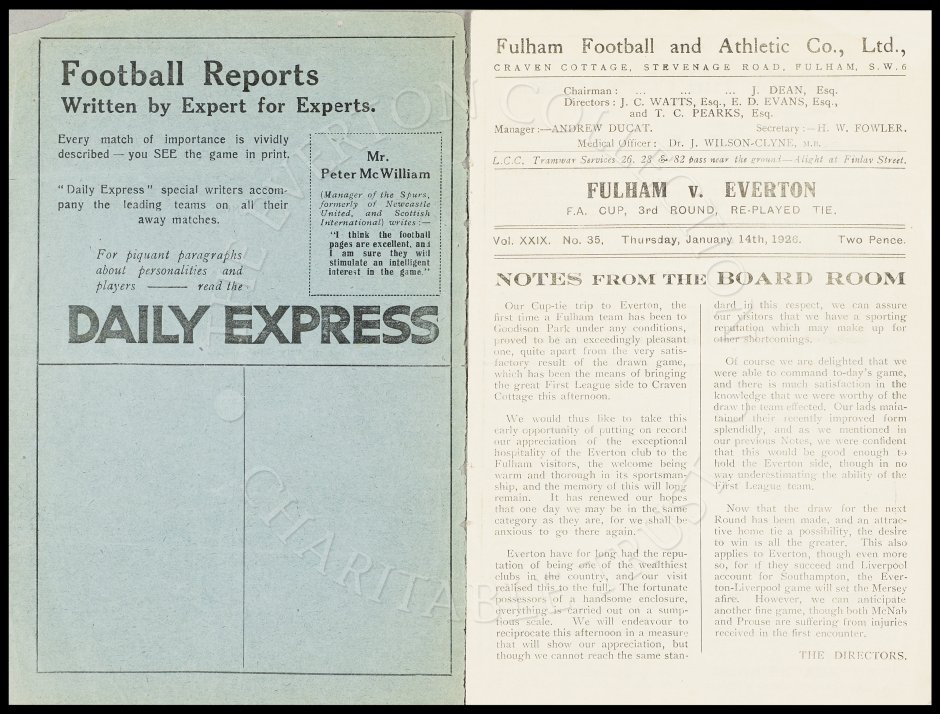 Football Reports
Written by Expert for Experts.
Every match of importance is vividly
described — you SEE the game in print.
"Daily Express" special writers accom-
pany the leading teams on all their
away matches.
For piquant paragraphs
about personalities and
players —— read the
Mr.
Peter McWilliam
(Manager of the Spurs,
formerly of Newcastle
United, and Scottish
International) writes:—
"I think the football
pages are excellent, and
I am sure they will
stimulate an intelligent
interest in the game."
DAILY EXPRESS
Fulham Football and Athletic Co., Ltd.,
CRAVEN COTTAGE, STEVENAGE ROAD, FULHAM, S.W.6
Chairman: ... ... ... J. DEAN, Esq.
Directors: J. C. WATTS, Esq., E. D. EVANS, Esq.,
and T. C. PEARKS, Esq.
Manager:—ANDREW DUCAT. Secretary:—H. W. FOWLER.
Medical Officer: Dr. J. WILSON-CLYNE, M.B.
L.C.C. Tramway Services 26, 28 & 82 pass near the ground—Alight at Finlay Street.
FULHAM v. EVERTON
F.A. CUP, 3rd ROUND, RE-PLAYED TIE.
Vol. XXIX. No. 35, Thursday, January 14th, 1926. Two Pence.
NOTES FROM THE BOARD ROOM
Our Cup-tie trip to Everton, the
first time a Fulham team has been to
Goodison Park under any conditions,
proved to be an exceedingly pleasant
one, quite apart from the very satis-
factory result of the drawn game,
which has been the means of bringing
the great First League side to Craven
Cottage this afternoon.
We would thus like to take this
early opportunity of putting on record
our appreciation of the exceptional
hospitality of the Everton club to the
Fulham visitors, the welcome being
warm and thorough in its sportsman-
ship, and the memory of this will long
remain. It has renewed our hopes
that one day we may be in the same
category as they are, for we shall be
anxious to go there again.
Everton have for long had the repu-
tation of being one of the wealthiest
clubs in the country, and our visit
realised this to the full. The fortunate
possessors of a handsome enclosure,
everything is carried out on a sump-
tious scale. We will endeavour to
reciprocate this afternoon in a measure
that will show our appreciation, but
though we cannot reach the same stan-
dard in this respect, we can assure
our visitors that we have a sporting
reputation which may make up for
other shortcomings.
Of course we are delighted that we
were able to command to-day's game,
and there is much satisfaction in the
knowledge that we were worthy of the
draw the team effected. Our lads main-
tained their recently improved form
splendidly, and as we mentioned in
our previous Notes, we were confident
that this would be good enough to
hold the Everton side, though in no
way underestimating the ability of the
First League team.
Now that the draw for the next
Round has been made, and an attrac-
tive home tie a possibility, the desire
to win is all the greater. This also
applies to Everton, though even more
so, for if they succeed and Liverpool
account for Southampton, the Ever-
ton-Liverpool game will set the Mersey
afire. However, we can anticipate
another fine game, though both McNab
and Prouse are suffering from injuries
received in the first encounter.
THE DIRECTORS.